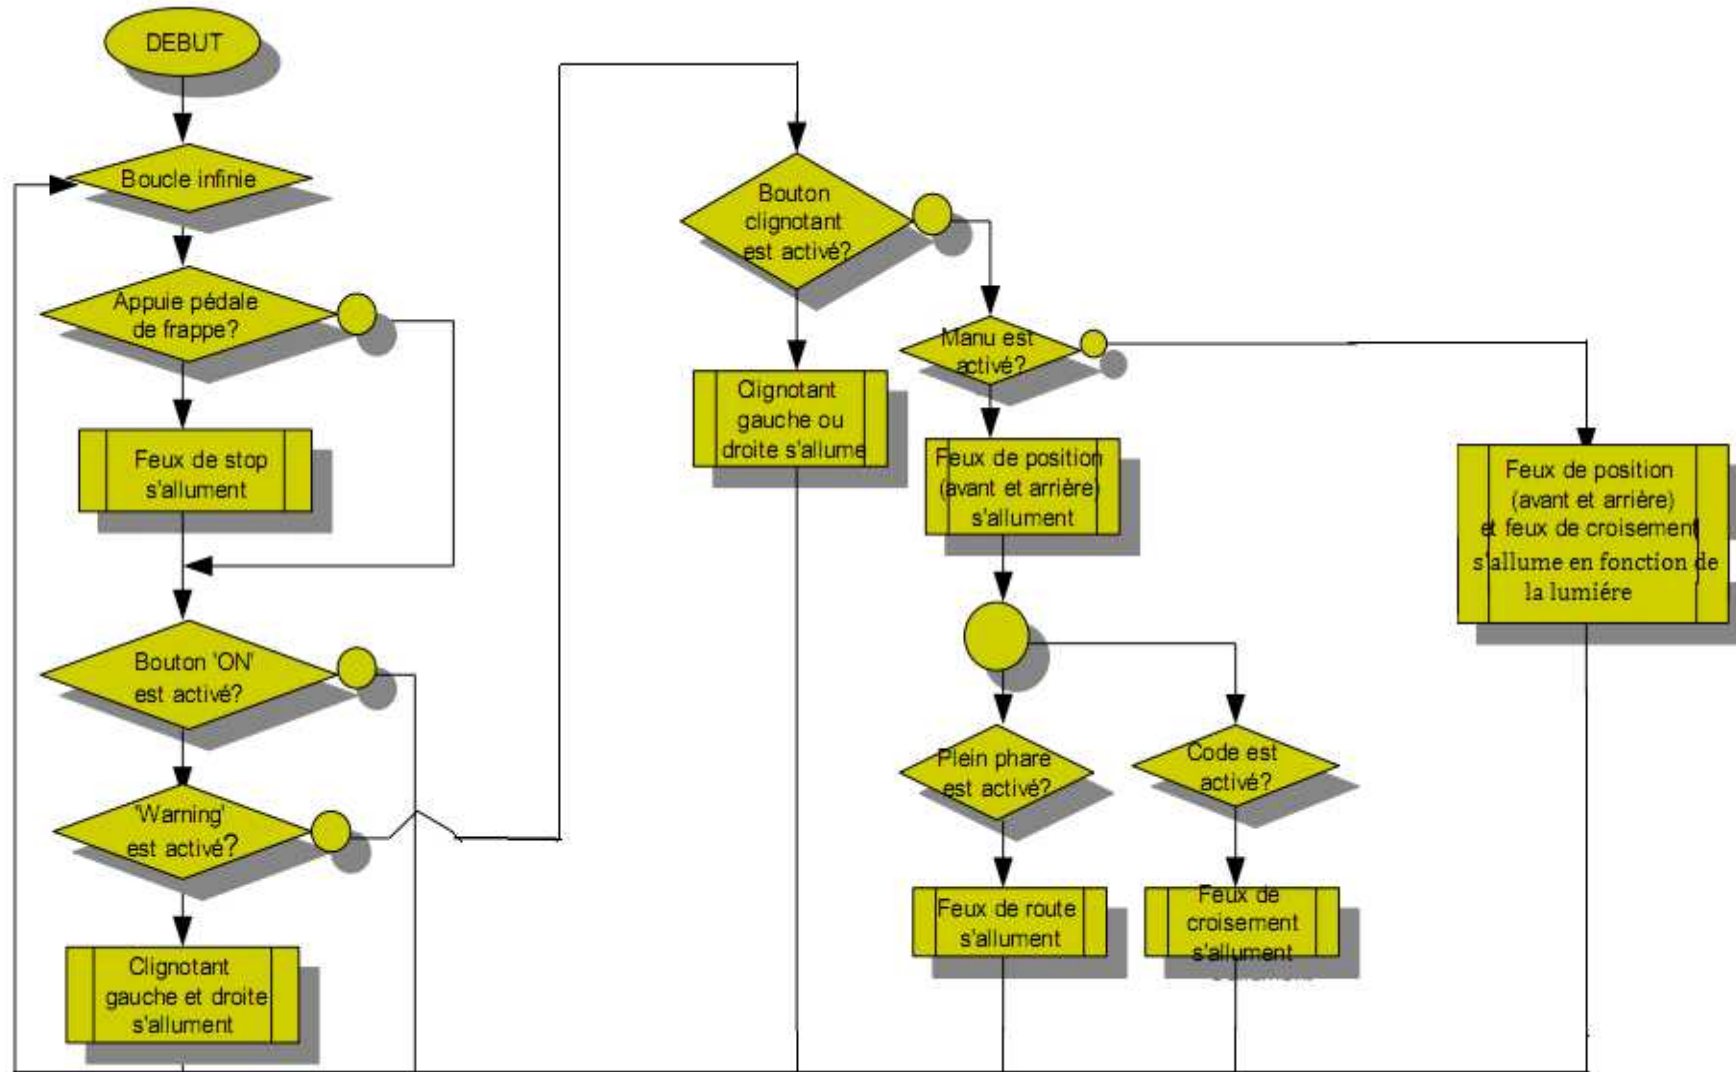 DEBUT
Boucle infinie
Appuie pédale
de frappe?
Feux de stop
s'allument
Bouton 'ON'
est activé?
'Warning'
est activé?
Clignotant
gauche et droite
s'allument
Bouton
clignotant
est activé?
Clignotant
gauche ou
droite s'allume
Manu est
activé?
Feux de position
(avant et arrière)
s'allument
Plein phare
est activé?
Feux de route
s'allument
Code est
activé?
Feux de
croisement
s'allument
Feux de position
(avant et arrière)
et feux de croisement
s'allume en fonction de
la lumiére